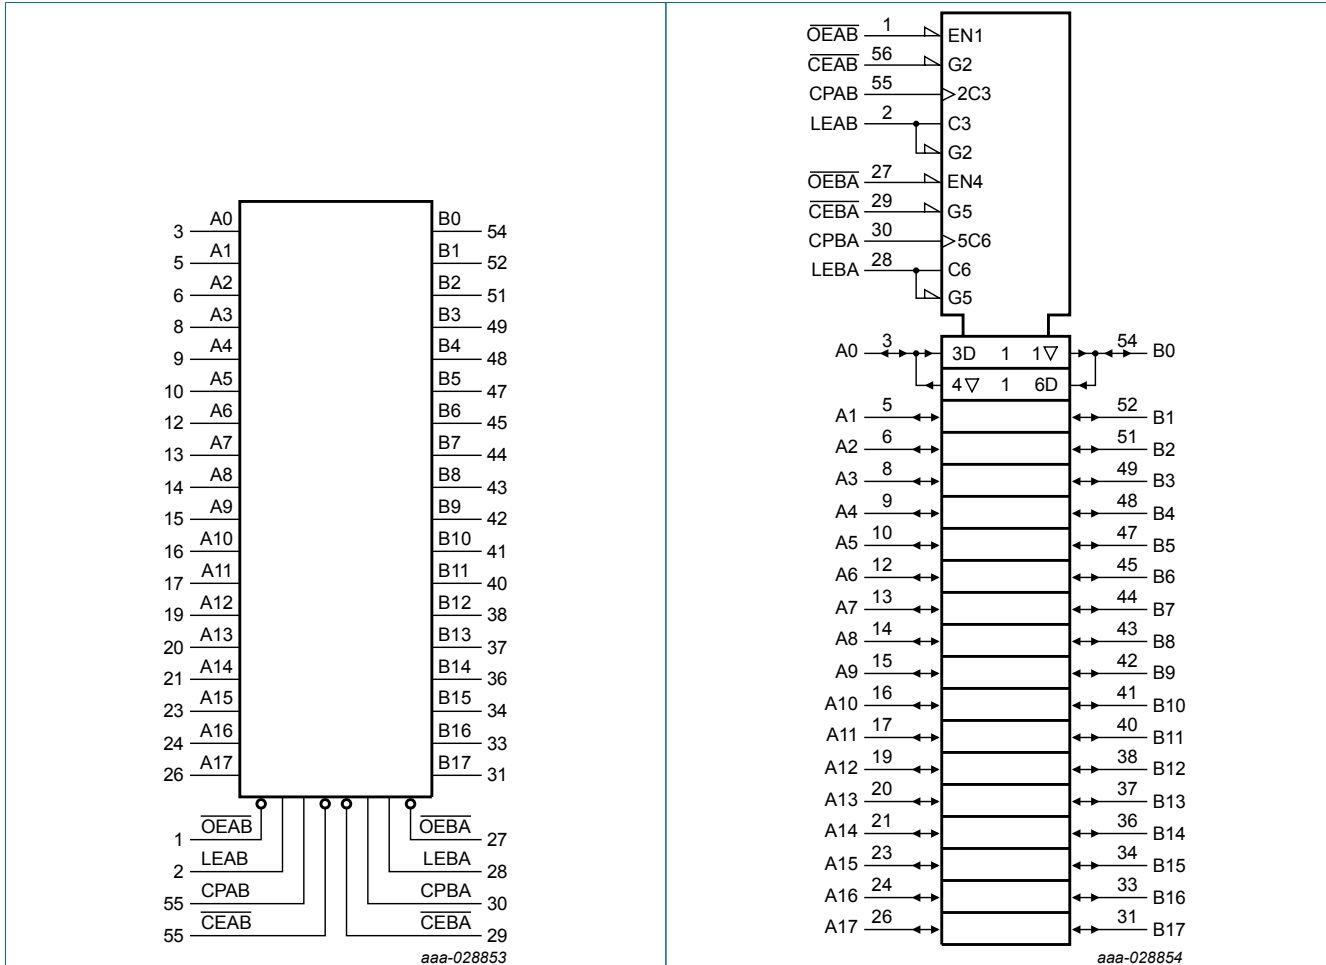 A0 B0
3 54
A1 B1
5 52
A2 B2
6 51
A3 B3
8 49
A4 B4
9 48
A5 B5
10 47
A6 B6
12 45
A7 B7
13 44
A8 B8
14 43
A9 B9
15 42
A10 B10
16 41
A11 B11
17 40
A12 B12
19 38
A13 B13
20 37
A14 B14
21 36
A15 B15
23 34
A16 B16
24 33
A17 B17
26 31
OEAB OEBA
1 27
LEAB LEBA
2 28
CPAB CPBA
55 30
CEAB CEBA
55 29
aaa-028853
OEAB 1 EN1
CEAB 56 G2
CPAB 55 2C3
LEAB 2 C3
G2
OEBA 27 EN4
CEBA 29 G5
CPBA 30 5C6
LEBA 28 C6
G5
A0 3 3D 1 1▽ 54 B0
4▽ 1 6D
A1 5 52 B1
A2 6 51 B2
A3 8 49 B3
A4 9 48 B4
A5 10 47 B5
A6 12 45 B6
A7 13 44 B7
A8 14 43 B8
A9 15 42 B9
A10 16 41 B10
A11 17 40 B11
A12 19 38 B12
A13 20 37 B13
A14 21 36 B14
A15 23 34 B15
A16 24 33 B16
A17 26 31 B17
aaa-028854